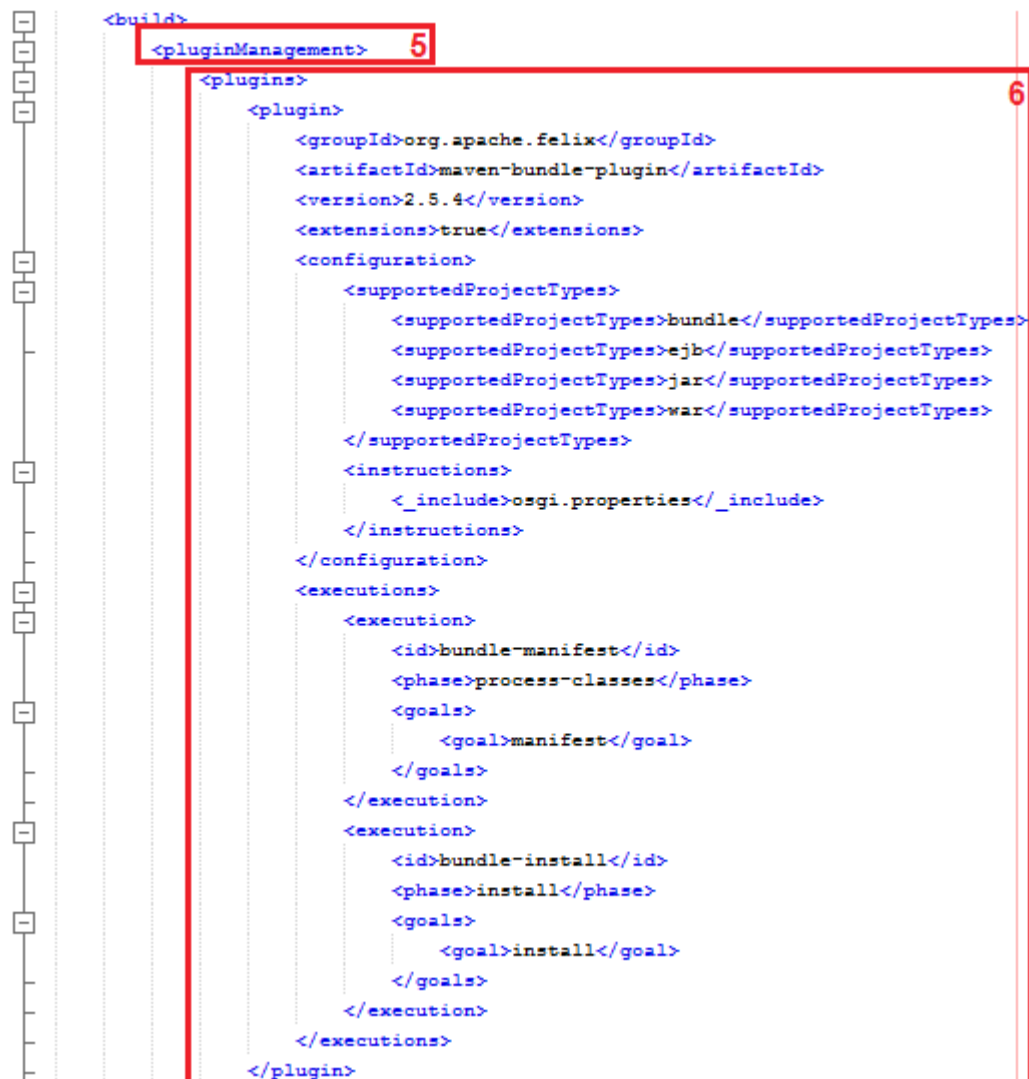 <build>
<pluginManagement> 5
<plugins> 6
<plugin>
<groupId>org.apache.felix</groupId>
<artifactId>maven-bundle-plugin</artifactId>
<version>2.5.4</version>
<extensions>true</extensions>
<configuration>
<supportedProjectTypes>
<supportedProjectTypes>bundle</supportedProjectTypes>
<supportedProjectTypes>ejb</supportedProjectTypes>
<supportedProjectTypes>jar</supportedProjectTypes>
<supportedProjectTypes>war</supportedProjectTypes>
</supportedProjectTypes>
<instructions>
<_include>osgi.properties</_include>
</instructions>
</configuration>
<executions>
<execution>
<id>bundle-manifest</id>
<phase>process-classes</phase>
<goals>
<goal>manifest</goal>
</goals>
</execution>
<execution>
<id>bundle-install</id>
<phase>install</phase>
<goals>
<goal>install</goal>
</goals>
</execution>
</executions>
</plugin>